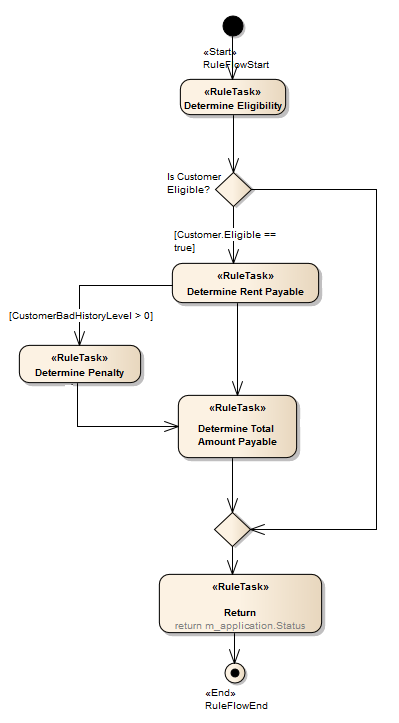 «Start»
RuleFlowStart
«RuleTask»
Determine Eligibility
Is Customer
Eligible?
[Customer.Eligible ==
true]
«RuleTask»
Determine Rent Payable
[CustomerBadHistoryLevel > 0]
«RuleTask»
Determine Penalty
«RuleTask»
Determine Total
Amount Payable
«RuleTask»
Return
return m_application.Status
«End»
RuleFlowEnd